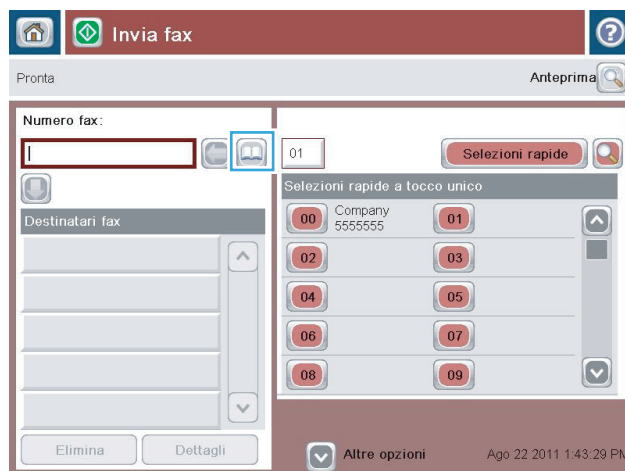 Invia fax
?
Pronta
Anteprima
Numero fax:
01
Selezioni rapide
Selezioni rapide a tocco unico
Destinatari fax
00 Company 5555555 01
02 03
04 05
06 07
08 09
Elimina Dettagli
Altre opzioni
Ago 22 2011 1:43:29 PM